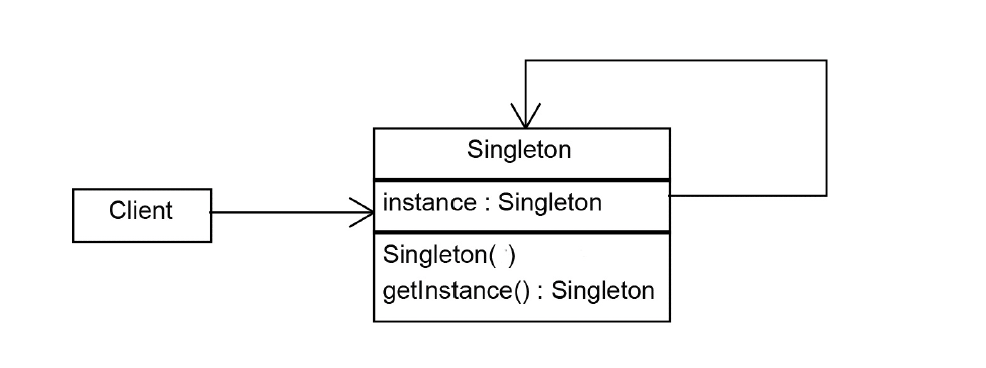 Singleton
Client
instance : Singleton
Singleton( )
getInstance() : Singleton